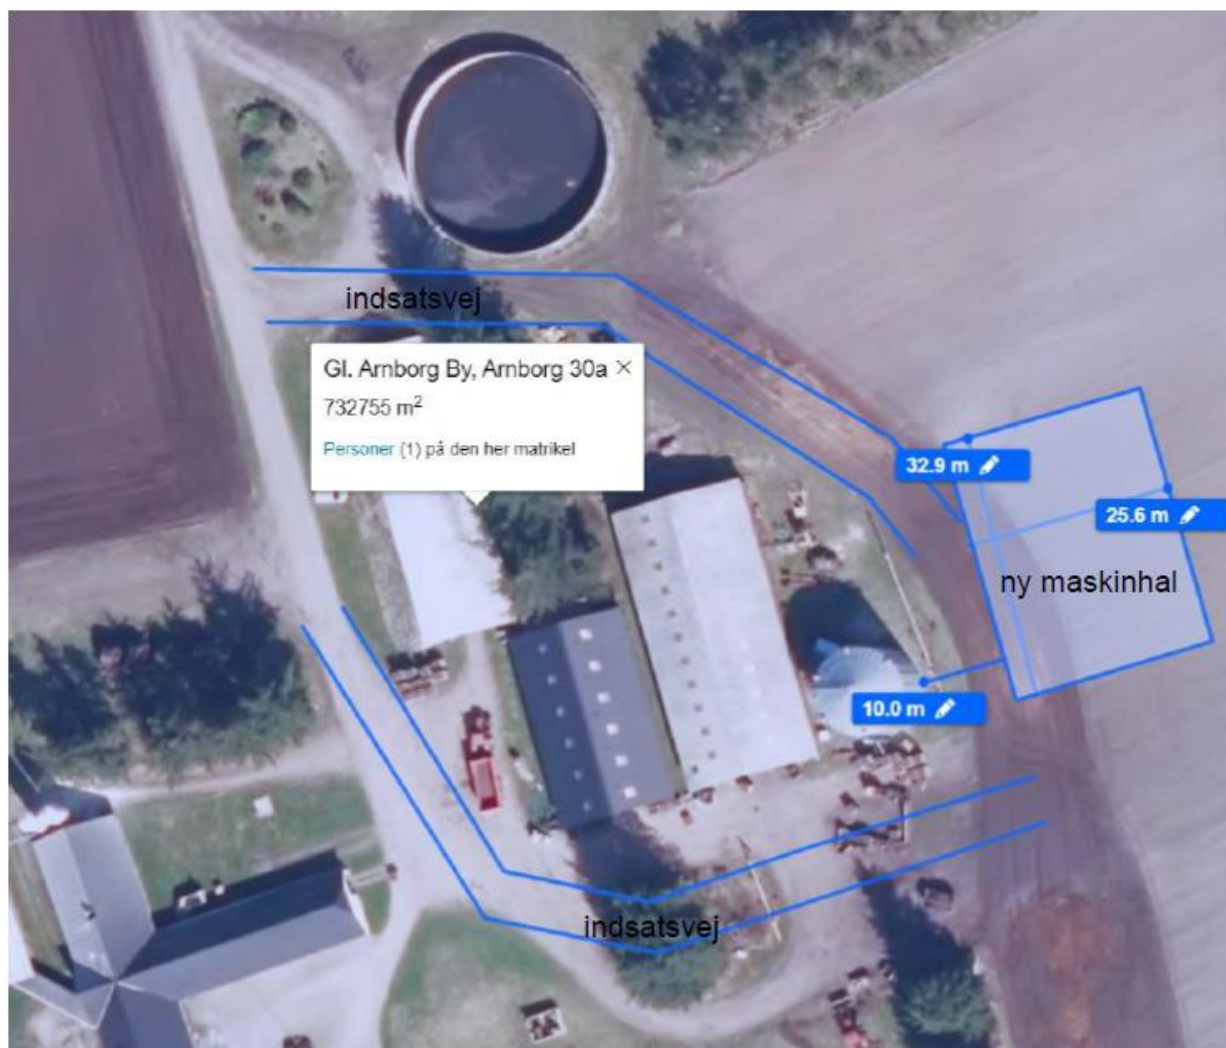 indsatsvej
Gl. Arnborg By, Arnborg 30a ×
732755 m²
Personer (1) på den her matrikel
32.9 m
25.6 m
ny maskinhal
10.0 m
indsatsvej